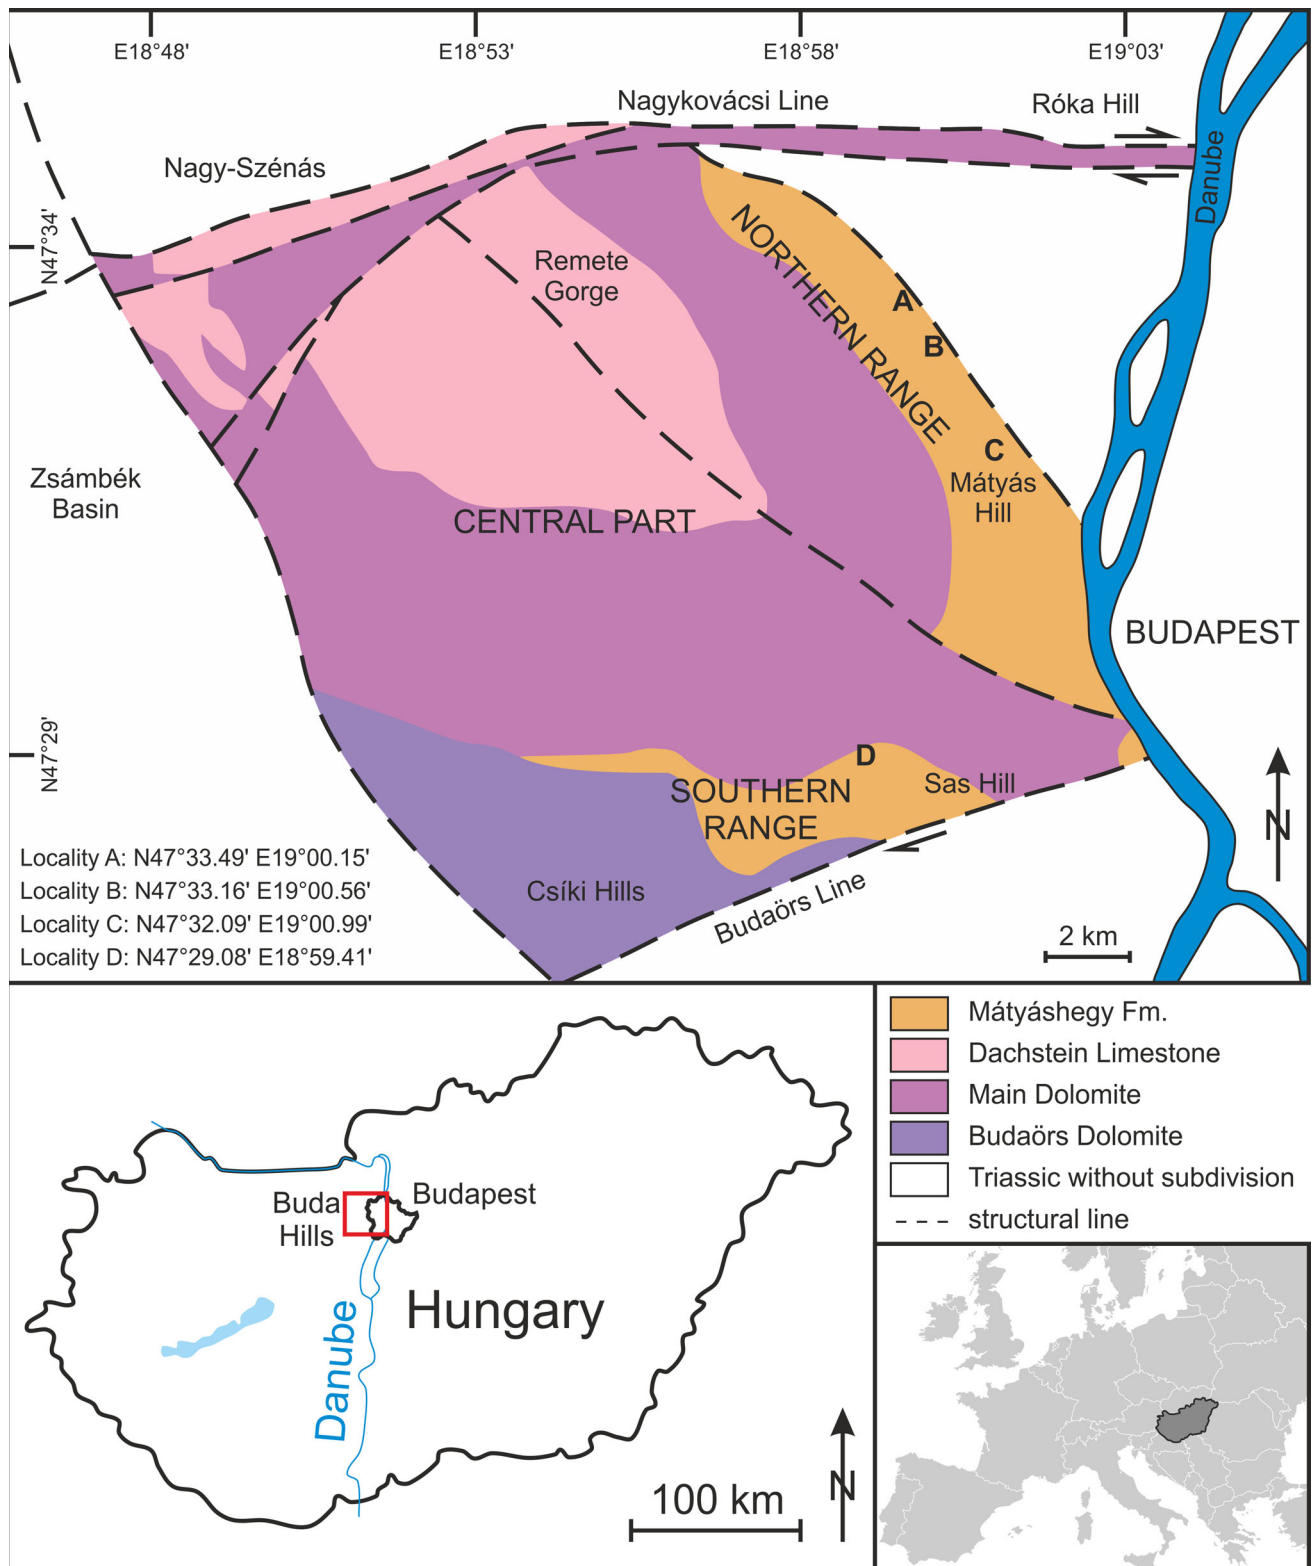 E18°48'
E18°53'
E18°58'
E19°03'
Nagykovácsi Line
Róka Hill
Nagy-Szénás
Danube
N47°34'
Remete
Gorge
NORTHERN RANGE
A
B
C
Mátyás
Hill
Zsámbék
Basin
CENTRAL PART
BUDAPEST
N47°29'
D
Sas Hill
SOUTHERN
RANGE
Csíki Hills
Budaörs Line
N
Locality A: N47°33.49' E19°00.15'
Locality B: N47°33.16' E19°00.56'
Locality C: N47°32.09' E19°00.99'
Locality D: N47°29.08' E18°59.41'
2 km
Mátyáshegy Fm.
Dachstein Limestone
Main Dolomite
Budaörs Dolomite
Triassic without subdivision
structural line
Buda
Hills
Budapest
Hungary
Danube
100 km
N